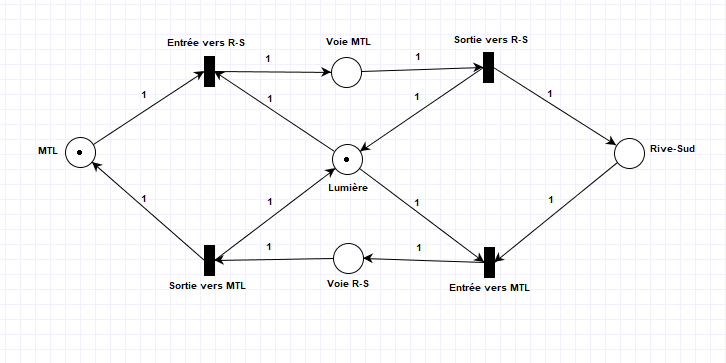 Entrée vers R-S
Voie MTL
Sortie vers R-S
1
1
1
1
1
1
MTL
Rive-Sud
Lumière
1
1
1
1
1
1
Sortie vers MTL
Voie R-S
Entrée vers MTL